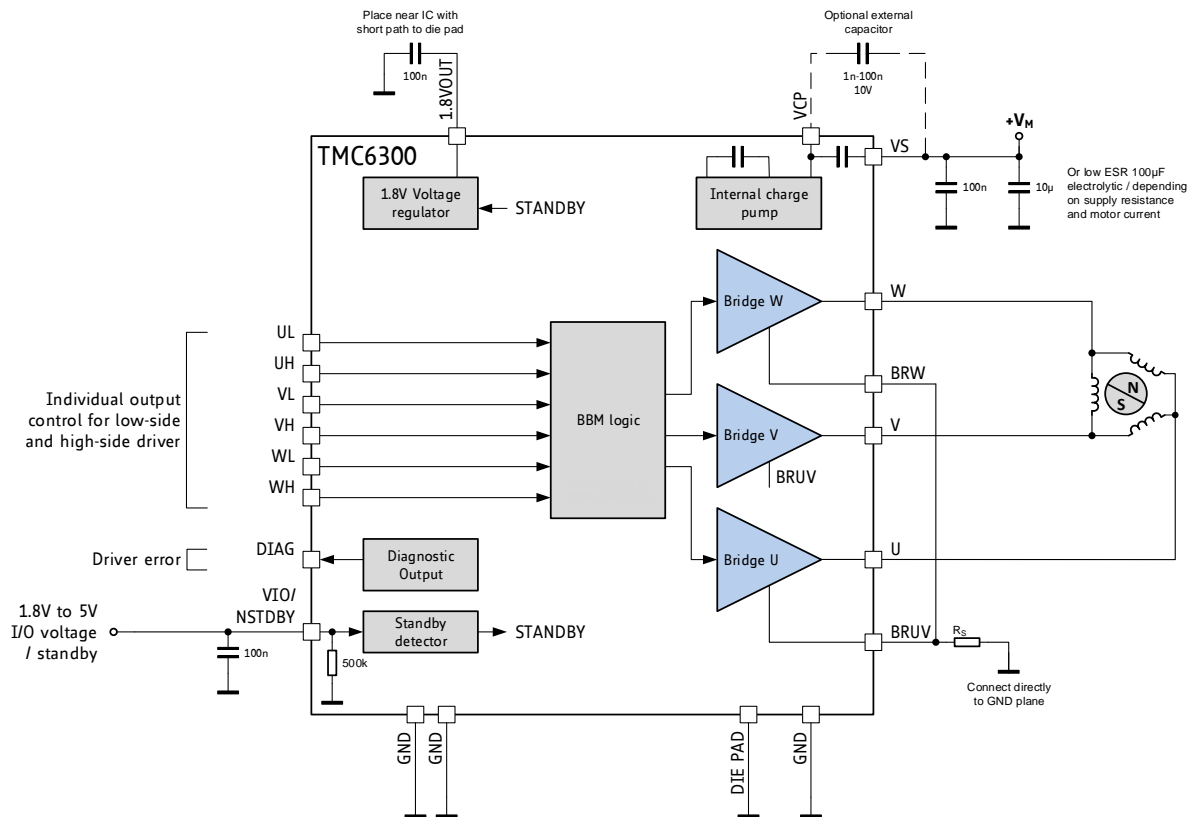 Place near IC with
short path to die pad
100n
1.8VOUT
Optional external
capacitor
1n-100n
10V
VCP
+VM
VS
100n
10µ
Or low ESR 100µF
electrolytic / depending
on supply resistance
and motor current
TMC6300
1.8V Voltage
regulator
STANDBY
Internal charge
pump
Bridge W
W
BRW
UL
UH
VL
VH
WL
WH
Individual output
control for low-side
and high-side driver
BBM logic
Bridge V
V
BRUV
N
S
Driver error
DIAG
Diagnostic
Output
Bridge U
U
1.8V to 5V
I/O voltage
/ standby
VIO/
NSTDBY
100n
500k
Standby
detector
STANDBY
BRUV
RS
Connect directly
to GND plane
GND
GND
DIE PAD
GND